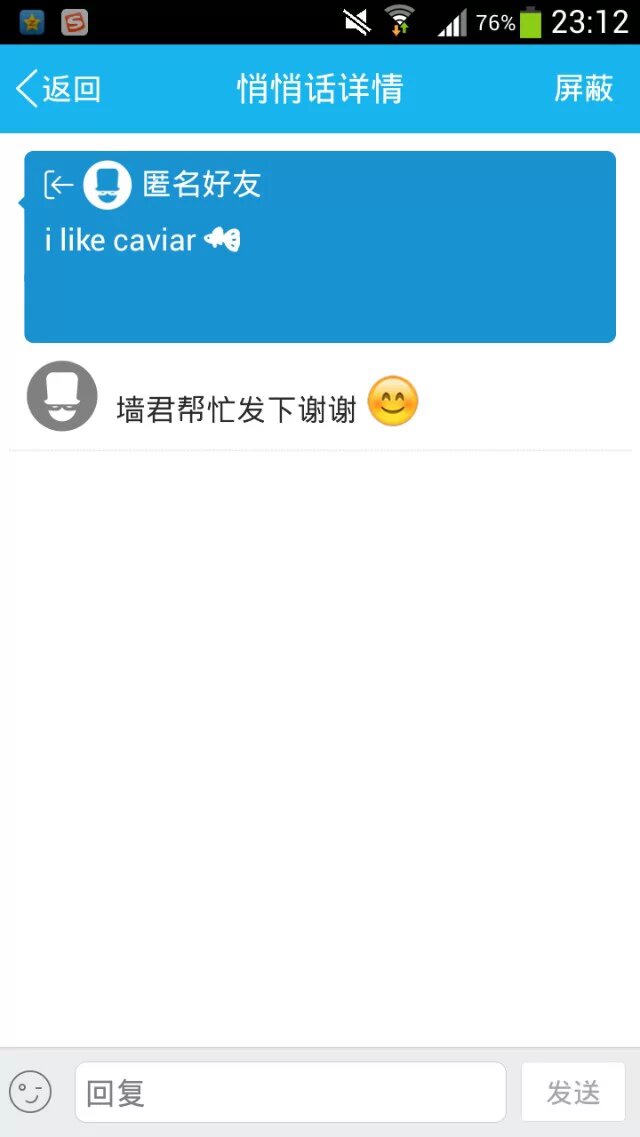 76% 23:12
返回 悄悄话详情 屏蔽
匿名好友
i like caviar
墙君帮忙发下谢谢 😊
回复 发送